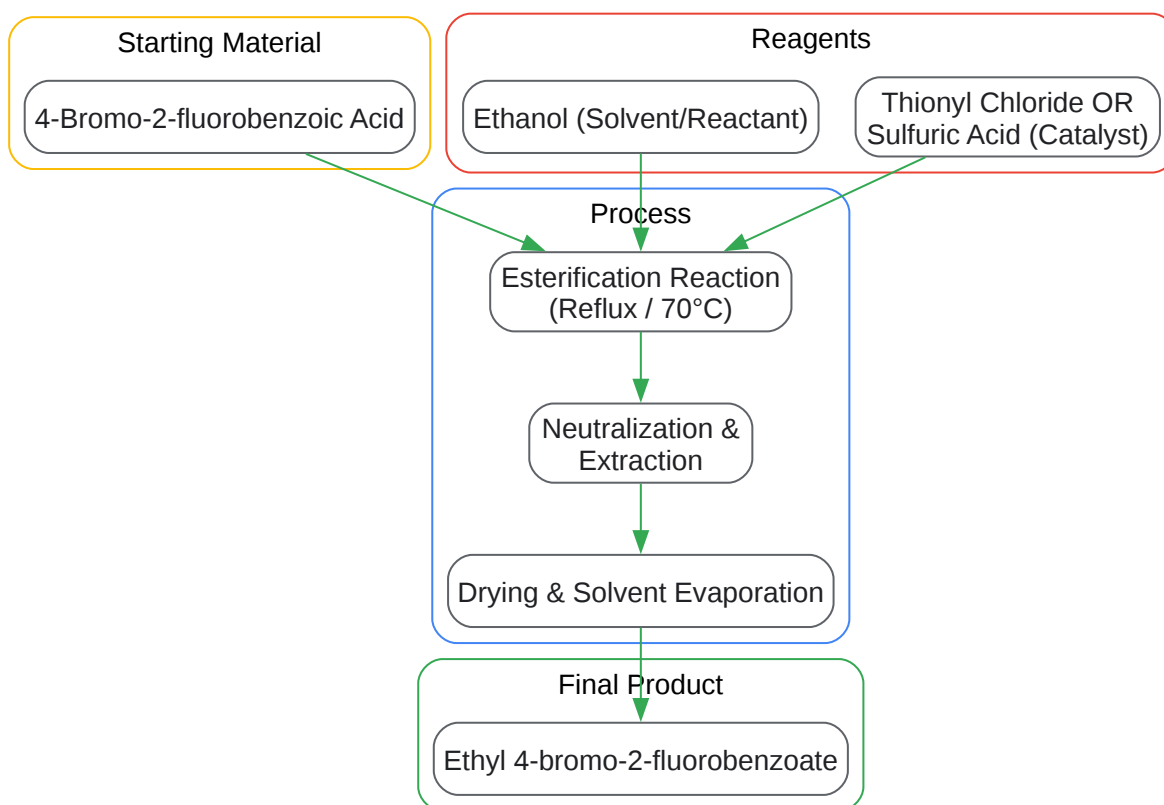 Starting Material
4-Bromo-2-fluorobenzoic Acid
Reagents
Ethanol (Solvent/Reactant)
Thionyl Chloride OR
Sulfuric Acid (Catalyst)
Process
Esterification Reaction
(Reflux / 70°C)
Neutralization &
Extraction
Drying & Solvent Evaporation
Final Product
Ethyl 4-bromo-2-fluorobenzoate